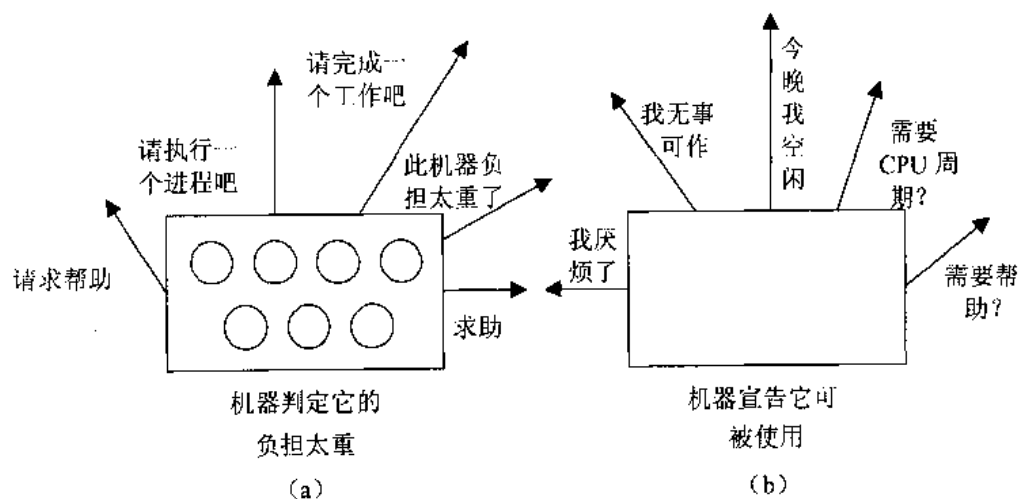 请完成一
个工作吧
请执行一
个进程吧
此机器负
担太重了
请求帮助
求助
机器判定它的
负担太重
(a)
我无事
可作
今
晚
我
空
闲
需要
CPU 周
期?
我厌
烦了
需要帮
助?
机器宣告它可
被使用
(b)